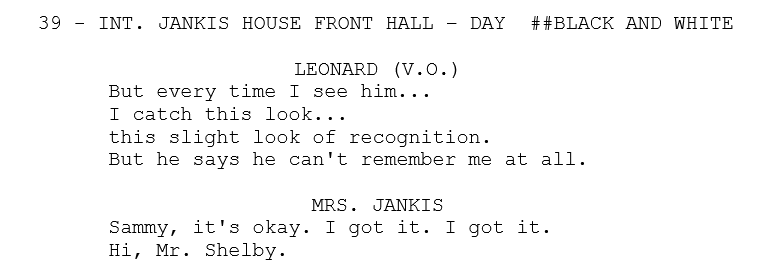 39 – INT. JANKIS HOUSE FRONT HALL – DAY ##BLACK AND WHITE
LEONARD (V.O.)
But every time I see him...
I catch this look...
this slight look of recognition.
But he says he can't remember me at all.
MRS. JANKIS
Sammy, it's okay. I got it. I got it.
Hi, Mr. Shelby.